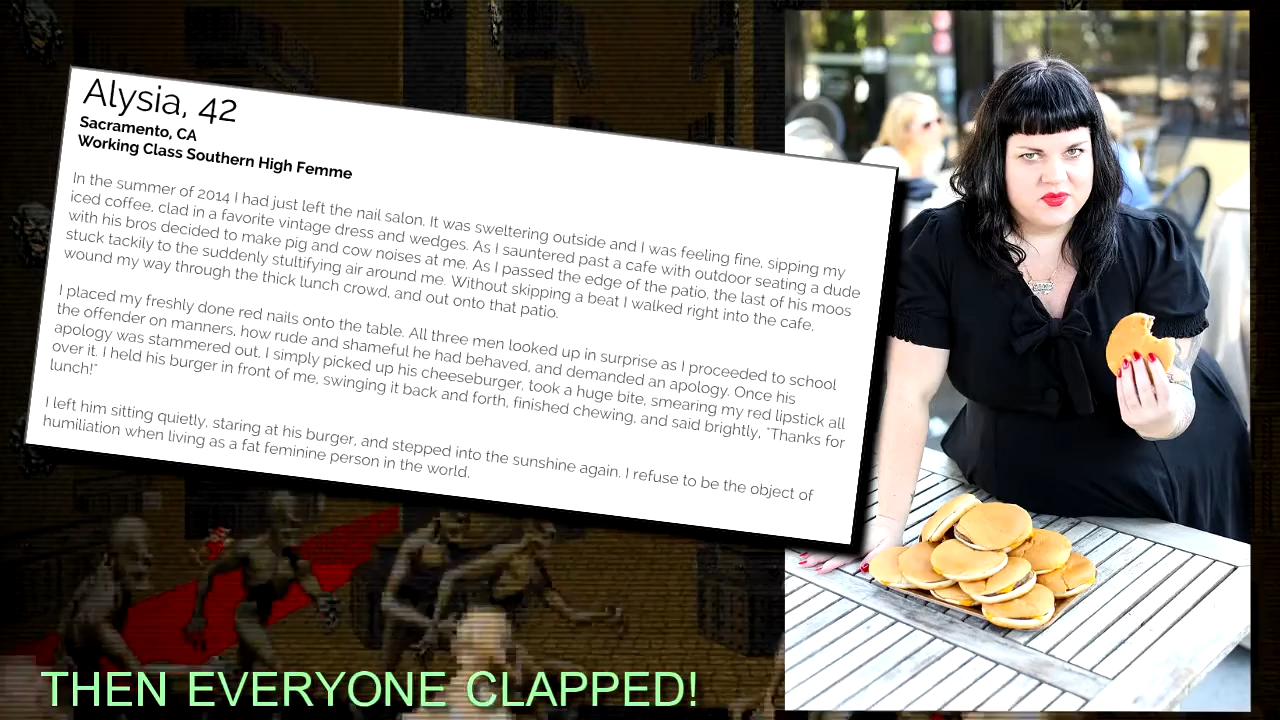 Alysia, 42
Sacramento, CA
Working Class Southern High Femme
In the summer of 2014 I had just left the nail salon. It was sweltering outside and I was feeling fine, sipping my
iced coffee, clad in a favorite vintage dress and wedges. As I sauntered past a cafe with outdoor seating a dude
with his bros decided to make pig and cow noises at me. As I passed the edge of the patio, the last of his moos
stuck tackily to the suddenly stultifying air around me. Without skipping a beat I walked right into the cafe,
wound my way through the thick lunch crowd, and out onto that patio.
I placed my freshly done red nails onto the table. All three men looked up in surprise as I proceeded to school
the offender on manners, how rude and shameful he had behaved, and demanded an apology. Once his
apology was stammered out, I simply picked up his cheeseburger, took a huge bite, smearing my red lipstick all
over it. I held his burger in front of me, swinging it back and forth, finished chewing, and said brightly, "Thanks for
lunch!"
I left him sitting quietly, staring at his burger, and stepped into the sunshine again. I refuse to be the object of
humiliation when living as a fat feminine person in the world.
THEN EVERYONE CLAPPED!